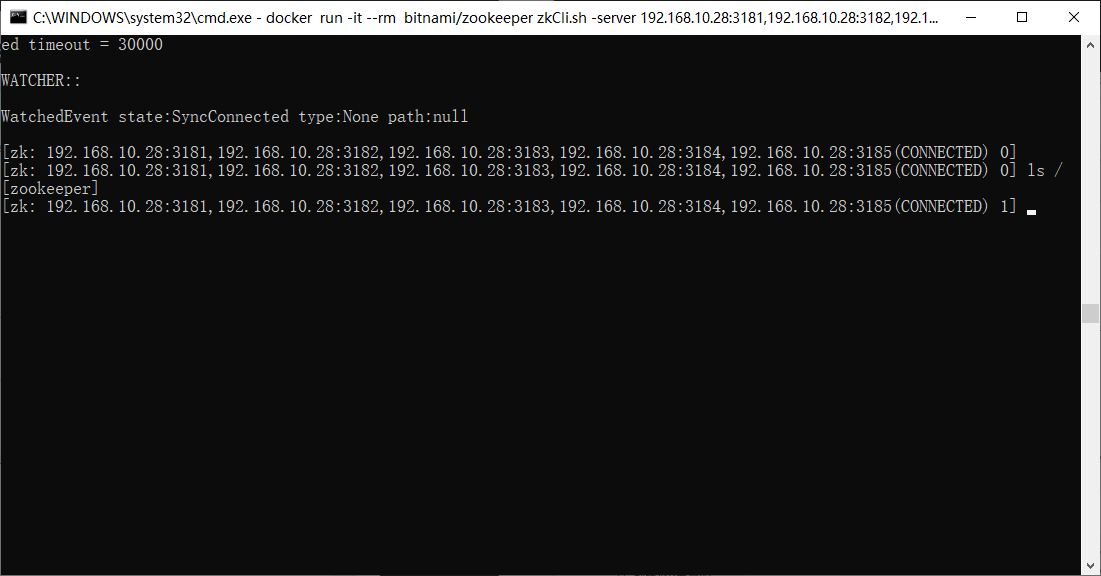 C:\WINDOWS\system32\cmd.exe - docker  run -it --rm  bitnami/zookeeper zkCli.sh -server 192.168.10.28:3181,192.168.10.28:3182,192.1...
ed timeout = 30000
WATCHER::
WatchedEvent state:SyncConnected type:None path:null
[zk: 192.168.10.28:3181,192.168.10.28:3182,192.168.10.28:3183,192.168.10.28:3184,192.168.10.28:3185(CONNECTED) 0]
[zk: 192.168.10.28:3181,192.168.10.28:3182,192.168.10.28:3183,192.168.10.28:3184,192.168.10.28:3185(CONNECTED) 0] ls /
[zookeeper]
[zk: 192.168.10.28:3181,192.168.10.28:3182,192.168.10.28:3183,192.168.10.28:3184,192.168.10.28:3185(CONNECTED) 1]